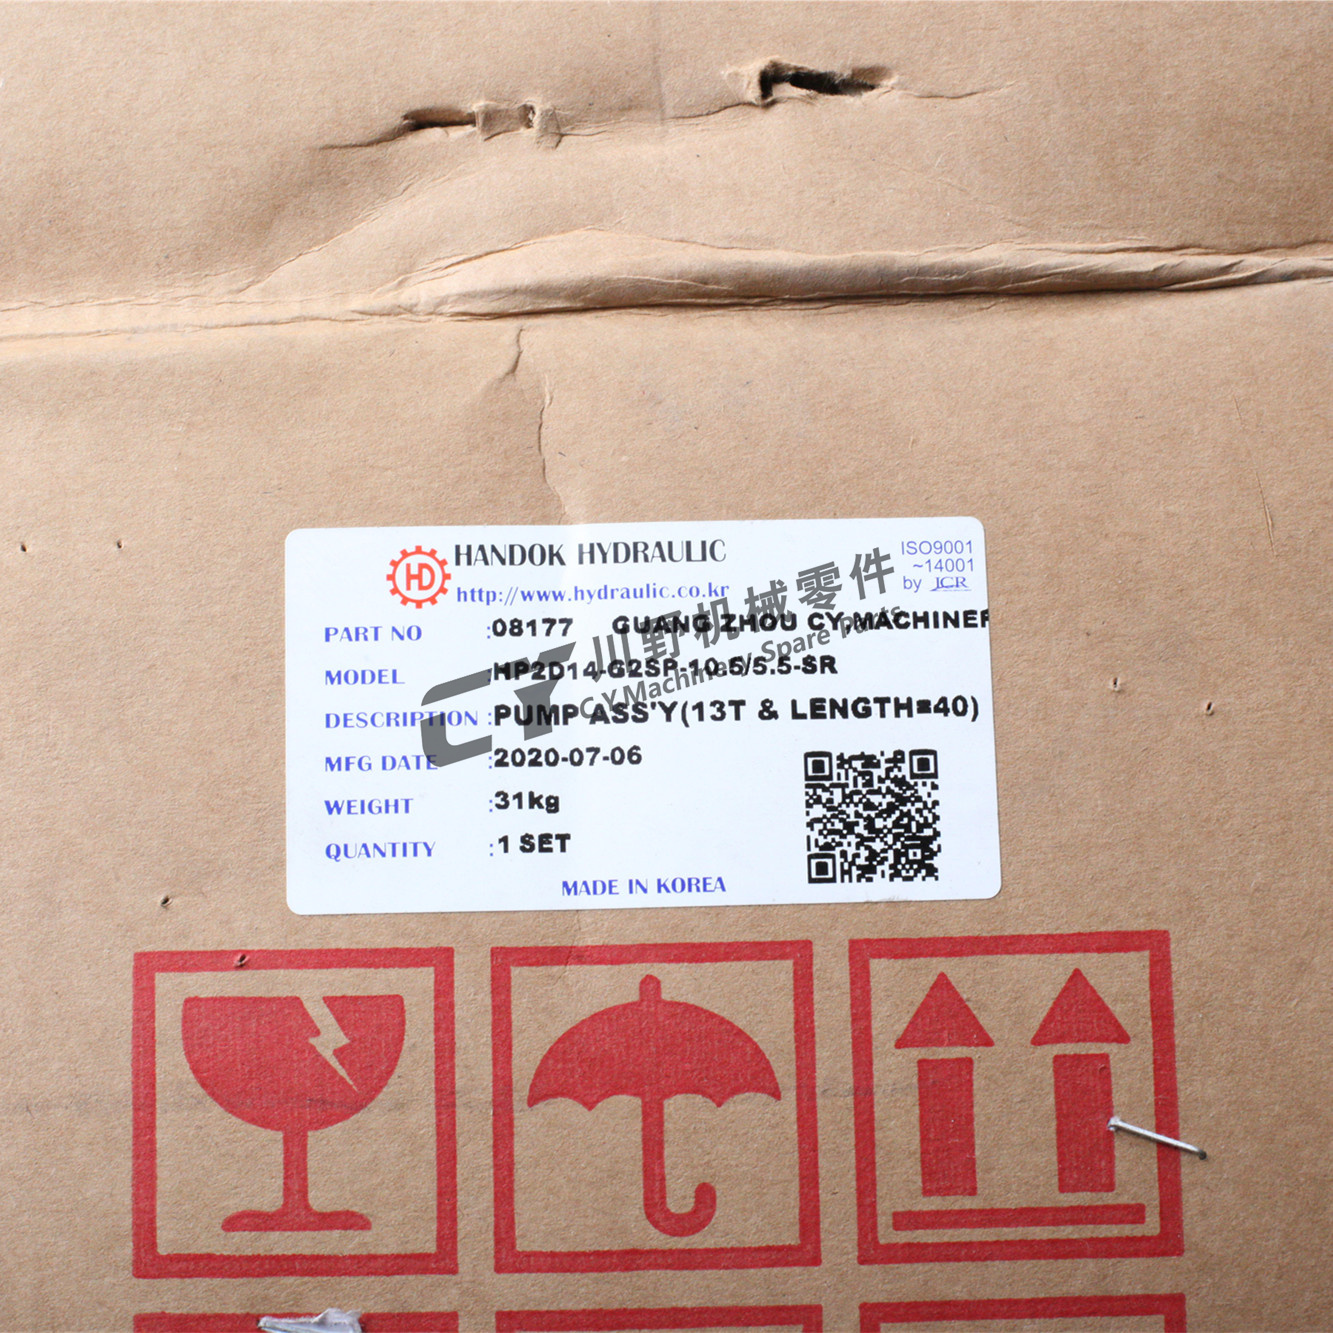 HD HANDOK HYDRAULIC
http://www.hydraulic.co.kr
ISO9001
~14001
by ICR
PART NO :08177 GUANG ZHOU CY.MACHINER
MODEL :HP2D14-G2SP-10.5/5.5-SR
DESCRIPTION :PUMP ASS'Y(13T & LENGTH=40)
MFG DATE :2020-07-06
WEIGHT :31kg
QUANTITY :1 SET
MADE IN KOREA
CY 川野机械零件
C.Y.Machinery Spare Parts